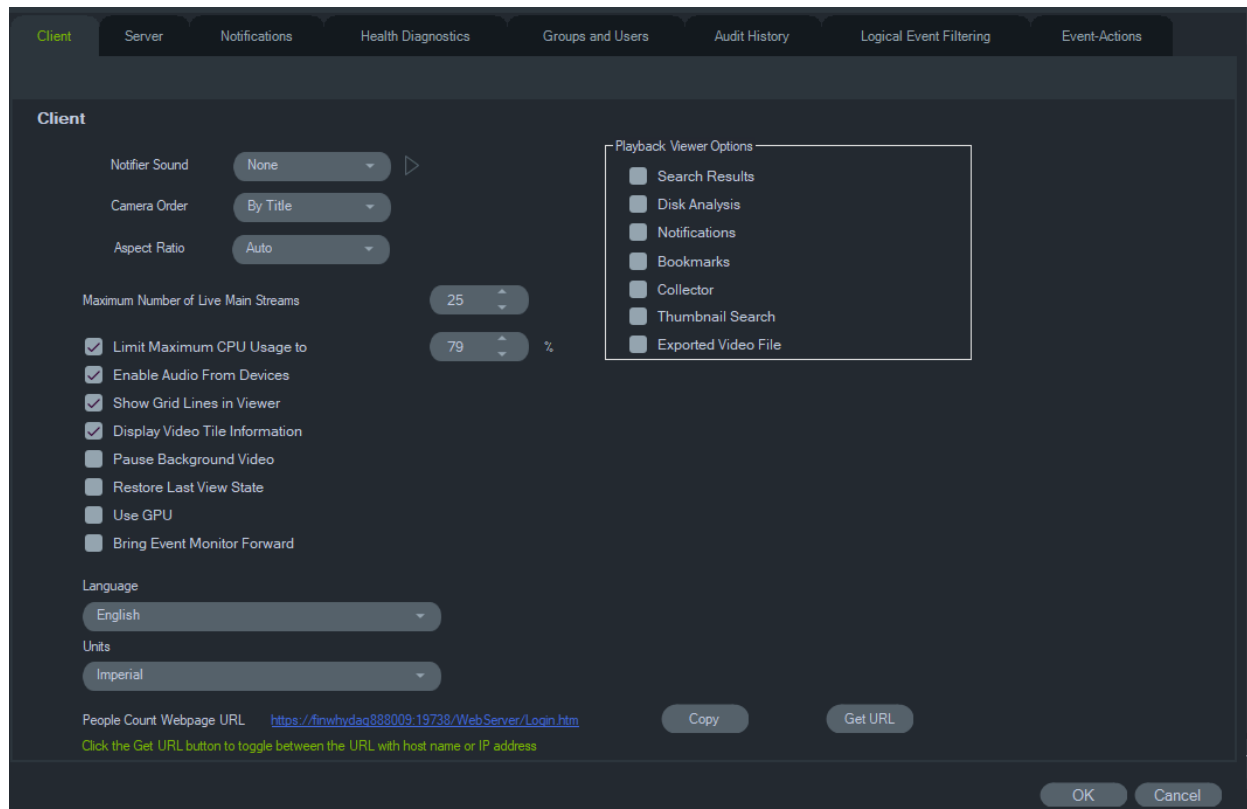 Client Server Notifications Health Diagnostics Groups and Users Audit History Logical Event Filtering Event-Actions
Client
Notifier Sound None
Camera Order By Title
Aspect Ratio Auto
Maximum Number of Live Main Streams 25
Limit Maximum CPU Usage to 79 %
Enable Audio From Devices
Show Grid Lines in Viewer
Display Video Tile Information
Pause Background Video
Restore Last View State
Use GPU
Bring Event Monitor Forward
Playback Viewer Options
Search Results
Disk Analysis
Notifications
Bookmarks
Collector
Thumbnail Search
Exported Video File
Language
English
Units
Imperial
People Count Webpage URL https://finwhydaq888009:19738/WebServer/Login.htm Copy Get URL
Click the Get URL button to toggle between the URL with host name or IP address
OK Cancel